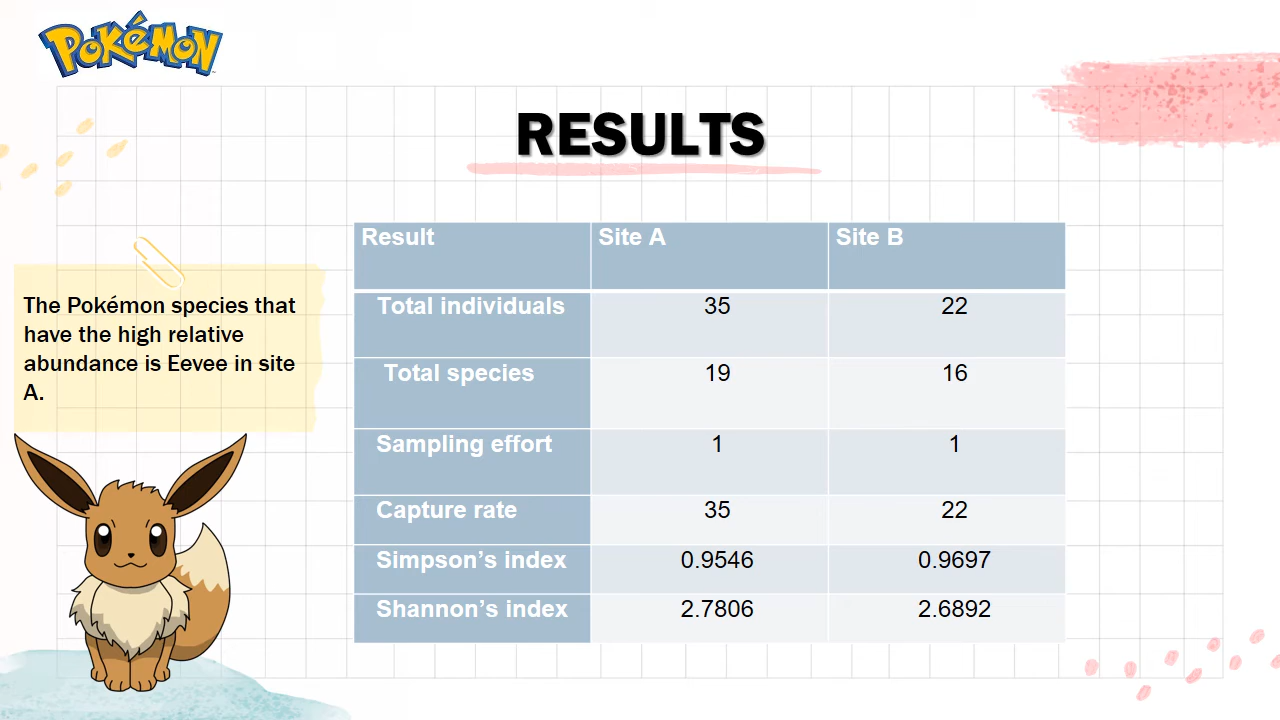 POKÉMON
RESULTS
The Pokémon species that
have the high relative
abundance is Eevee in site
A.
Result Site A Site B
Total individuals 35 22
Total species 19 16
Sampling effort 1 1
Capture rate 35 22
Simpson’s index 0.9546 0.9697
Shannon’s index 2.7806 2.6892